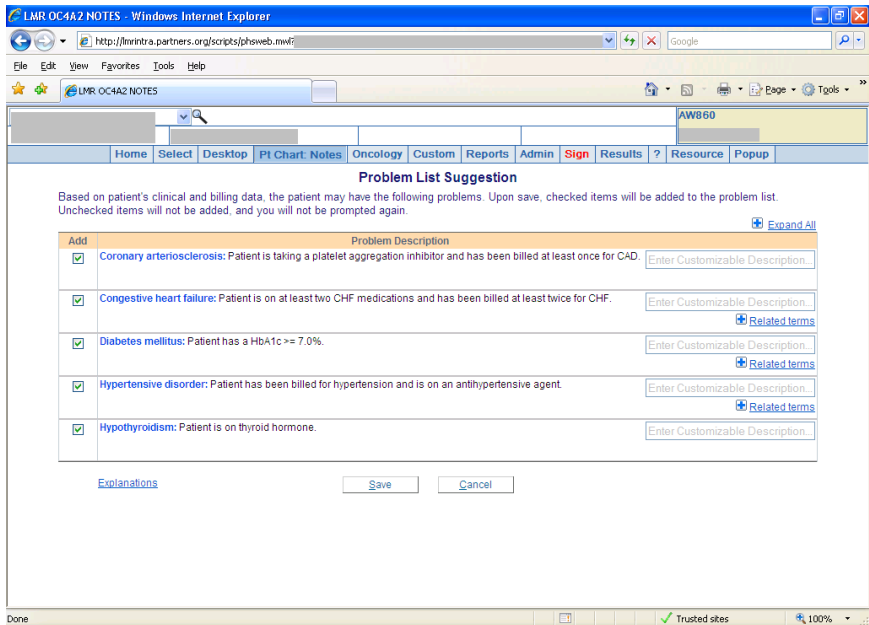 LMR OC4A2 NOTES - Windows Internet Explorer
http://lmrintra.partners.org/scripts/phsweb.mwl?
Google
File Edit View Favorites Tools Help
LMR OC4A2 NOTES
Page Tools »
AW860
Home Select Desktop Pt Chart: Notes Oncology Custom Reports Admin Sign Results ? Resource Popup
Problem List Suggestion
Based on patient's clinical and billing data, the patient may have the following problems. Upon save, checked items will be added to the problem list.
Unchecked items will not be added, and you will not be prompted again.
Expand All
Add Problem Description
Coronary arteriosclerosis: Patient is taking a platelet aggregation inhibitor and has been billed at least once for CAD. Enter Customizable Description...
Congestive heart failure: Patient is on at least two CHF medications and has been billed at least twice for CHF. Enter Customizable Description...
Related terms
Diabetes mellitus: Patient has a HbA1c >= 7.0%. Enter Customizable Description...
Related terms
Hypertensive disorder: Patient has been billed for hypertension and is on an antihypertensive agent. Enter Customizable Description...
Related terms
Hypothyroidism: Patient is on thyroid hormone. Enter Customizable Description...
Explanations Save Cancel
Done Trusted sites 100%